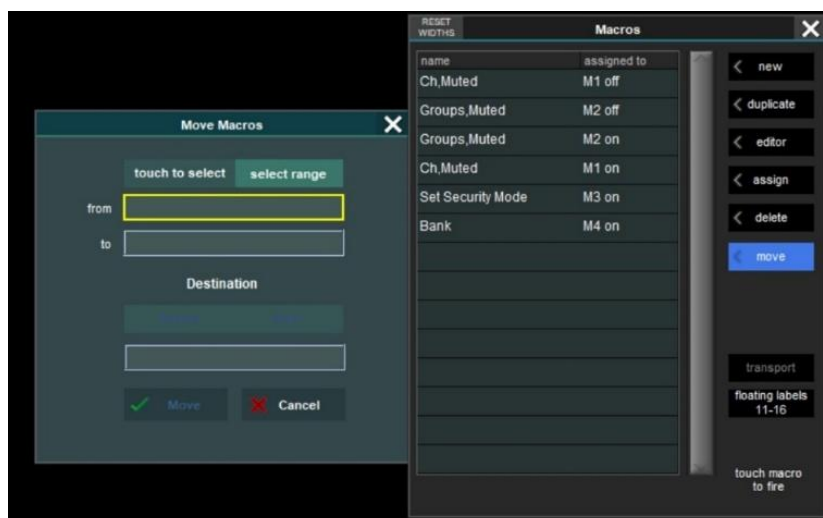 RESET
WIDTHS
Macros
name assigned to
Ch,Muted M1 off
Groups,Muted M2 off
Groups,Muted M2 on
Ch,Muted M1 on
Set Security Mode M3 on
Bank M4 on
new
duplicate
editor
assign
delete
move
transport
floating labels
11-16
touch macro
to fire
Move Macros
touch to select select range
from
to
Destination
Move Cancel